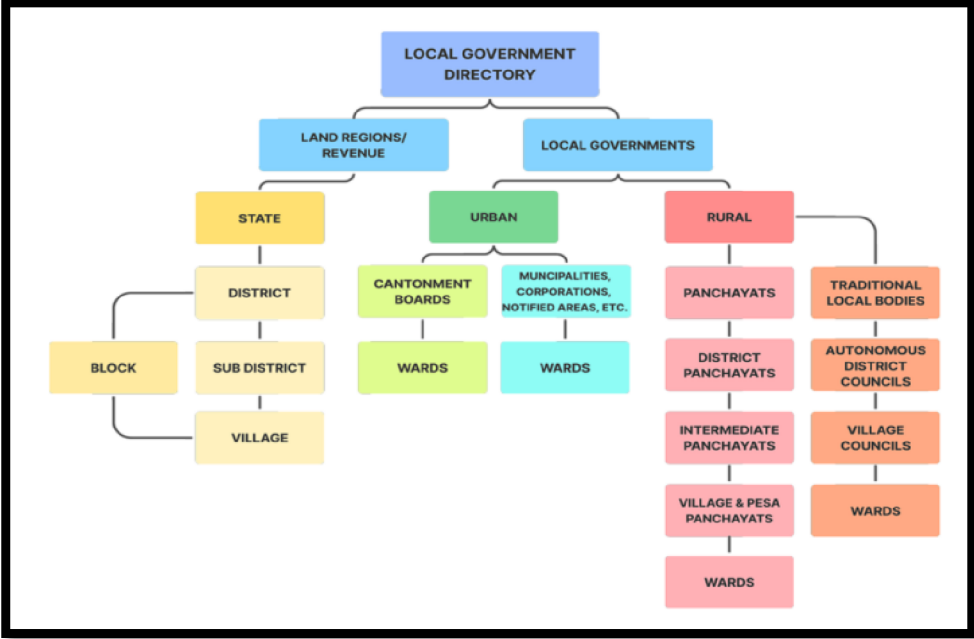 LOCAL GOVERNMENT
DIRECTORY
LAND REGIONS/
REVENUE
LOCAL GOVERNMENTS
STATE
URBAN
RURAL
DISTRICT
CANTONMENT
BOARDS
MUNCIPALITIES,
CORPORATIONS,
NOTIFIED AREAS, ETC.
PANCHAYATS
TRADITIONAL
LOCAL BODIES
BLOCK
SUB DISTRICT
WARDS
WARDS
DISTRICT
PANCHAYATS
AUTONOMOUS
DISTRICT
COUNCILS
VILLAGE
INTERMEDIATE
PANCHAYATS
VILLAGE
COUNCILS
VILLAGE & PESA
PANCHAYATS
WARDS
WARDS